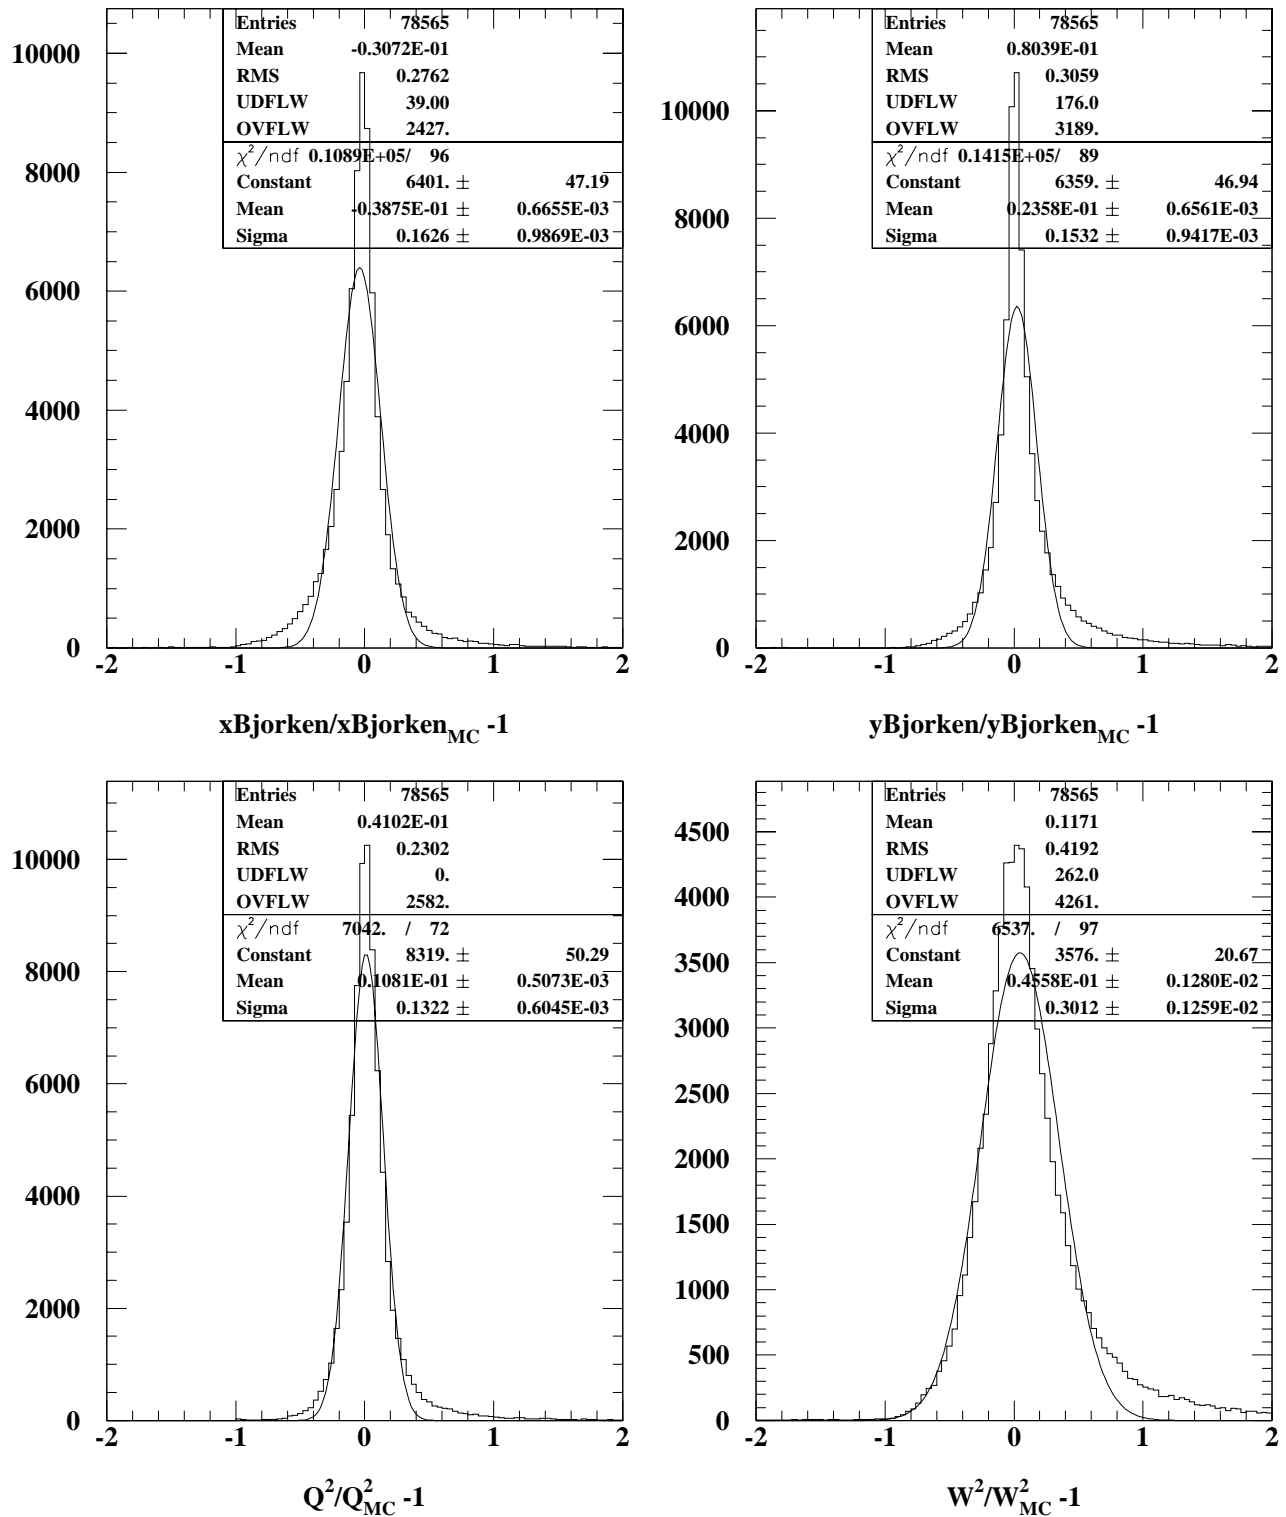 Entries 78565
Mean -0.3072E-01
RMS 0.2762
UDFLW 39.00
OVFLW 2427.
χ²/ndf 0.1089E+05/ 96
Constant 6401. ± 47.19
Mean -0.3875E-01 ± 0.6655E-03
Sigma 0.1626 ± 0.9869E-03
10000
8000
6000
4000
2000
0
-2 -1 0 1 2
xBjorken/xBjorken_MC -1
Entries 78565
Mean 0.8039E-01
RMS 0.3059
UDFLW 176.0
OVFLW 3189.
χ²/ndf 0.1415E+05/ 89
Constant 6359. ± 46.94
Mean 0.2358E-01 ± 0.6561E-03
Sigma 0.1532 ± 0.9417E-03
10000
8000
6000
4000
2000
0
-2 -1 0 1 2
yBjorken/yBjorken_MC -1
Entries 78565
Mean 0.4102E-01
RMS 0.2302
UDFLW 0.
OVFLW 2582.
χ²/ndf 7042. / 72
Constant 8319. ± 50.29
Mean 0.1081E-01 ± 0.5073E-03
Sigma 0.1322 ± 0.6045E-03
10000
8000
6000
4000
2000
0
-2 -1 0 1 2
Q²/Q²_MC -1
Entries 78565
Mean 0.1171
RMS 0.4192
UDFLW 262.0
OVFLW 4261.
χ²/ndf 6537. / 97
Constant 3576. ± 20.67
Mean 0.4558E-01 ± 0.1280E-02
Sigma 0.3012 ± 0.1259E-02
4500
4000
3500
3000
2500
2000
1500
1000
500
0
-2 -1 0 1 2
W²/W²_MC -1